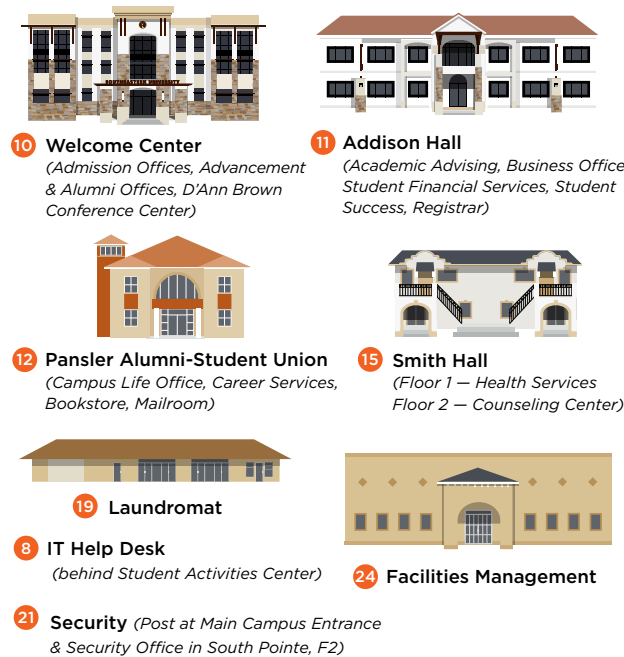 SOUTHEASTERN UNIVERSITY
10 Welcome Center
(Admission Offices, Advancement
& Alumni Offices, D'Ann Brown
Conference Center)
11 Addison Hall
(Academic Advising, Business Office
Student Financial Services, Student
Success, Registrar)
12 Pansler Alumni-Student Union
(Campus Life Office, Career Services,
Bookstore, Mailroom)
15 Smith Hall
(Floor 1 — Health Services
Floor 2 — Counseling Center)
19 Laundromat
8 IT Help Desk
(behind Student Activities Center)
24 Facilities Management
21 Security (Post at Main Campus Entrance
& Security Office in South Pointe, F2)